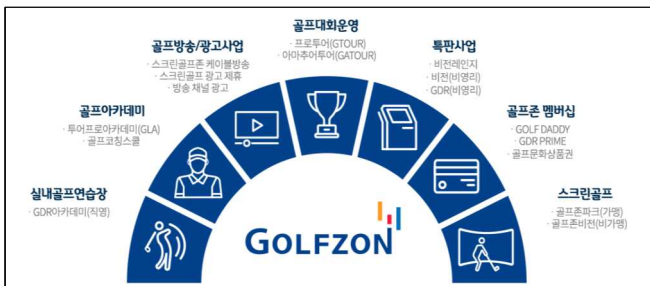 골프대회운영
· 프로투어(GTOUR)
· 아마추어투어(GATOUR)
골프방송/광고사업
· 스크린골프존 케이블방송
· 스크린골프 광고 제휴
· 방송 채널 광고
특판사업
· 비전레인지
· 비전(비영리)
· GDR(비영리)
골프아카데미
· 투어프로아카데미(GLA)
· 골프코칭스쿨
골프존 멤버십
· GOLF DADDY
· GDR PRIME
· 골프문화상품권
실내골프연습장
· GDR아카데미(직영)
스크린골프
· 골프존파크(가맹)
· 골프존비전(비가맹)
GOLFZON